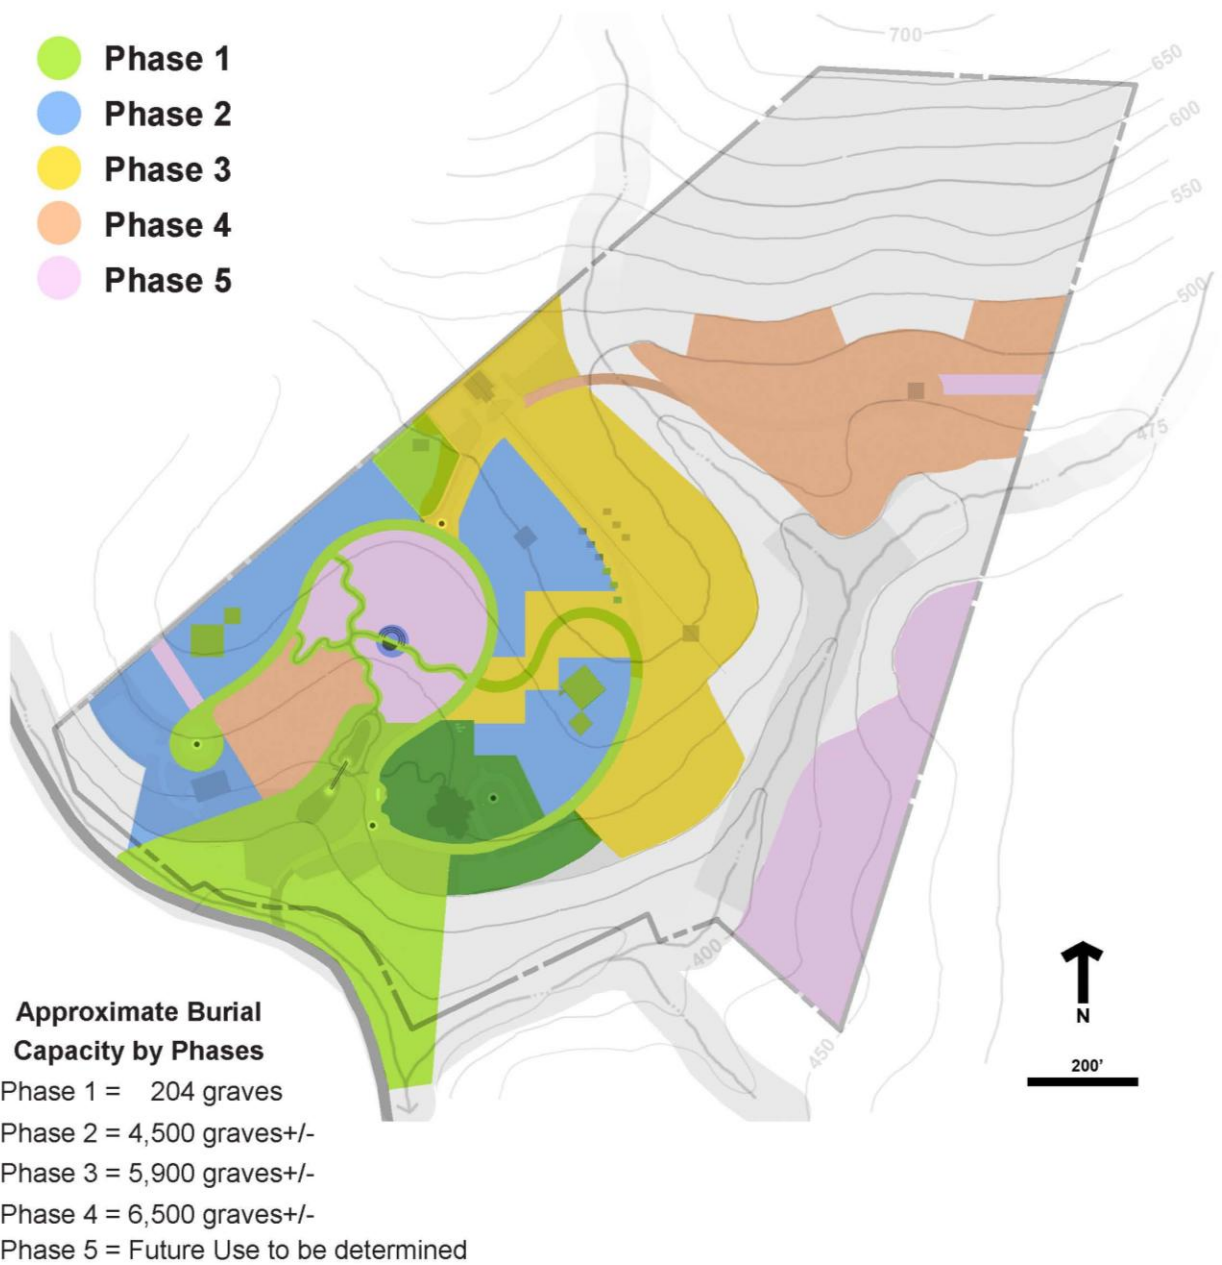 Phase 1
Phase 2
Phase 3
Phase 4
Phase 5
700
650
600
550
500
475
400
450
N
200'
Approximate Burial
Capacity by Phases
Phase 1 = 204 graves
Phase 2 = 4,500 graves+/-
Phase 3 = 5,900 graves+/-
Phase 4 = 6,500 graves+/-
Phase 5 = Future Use to be determined